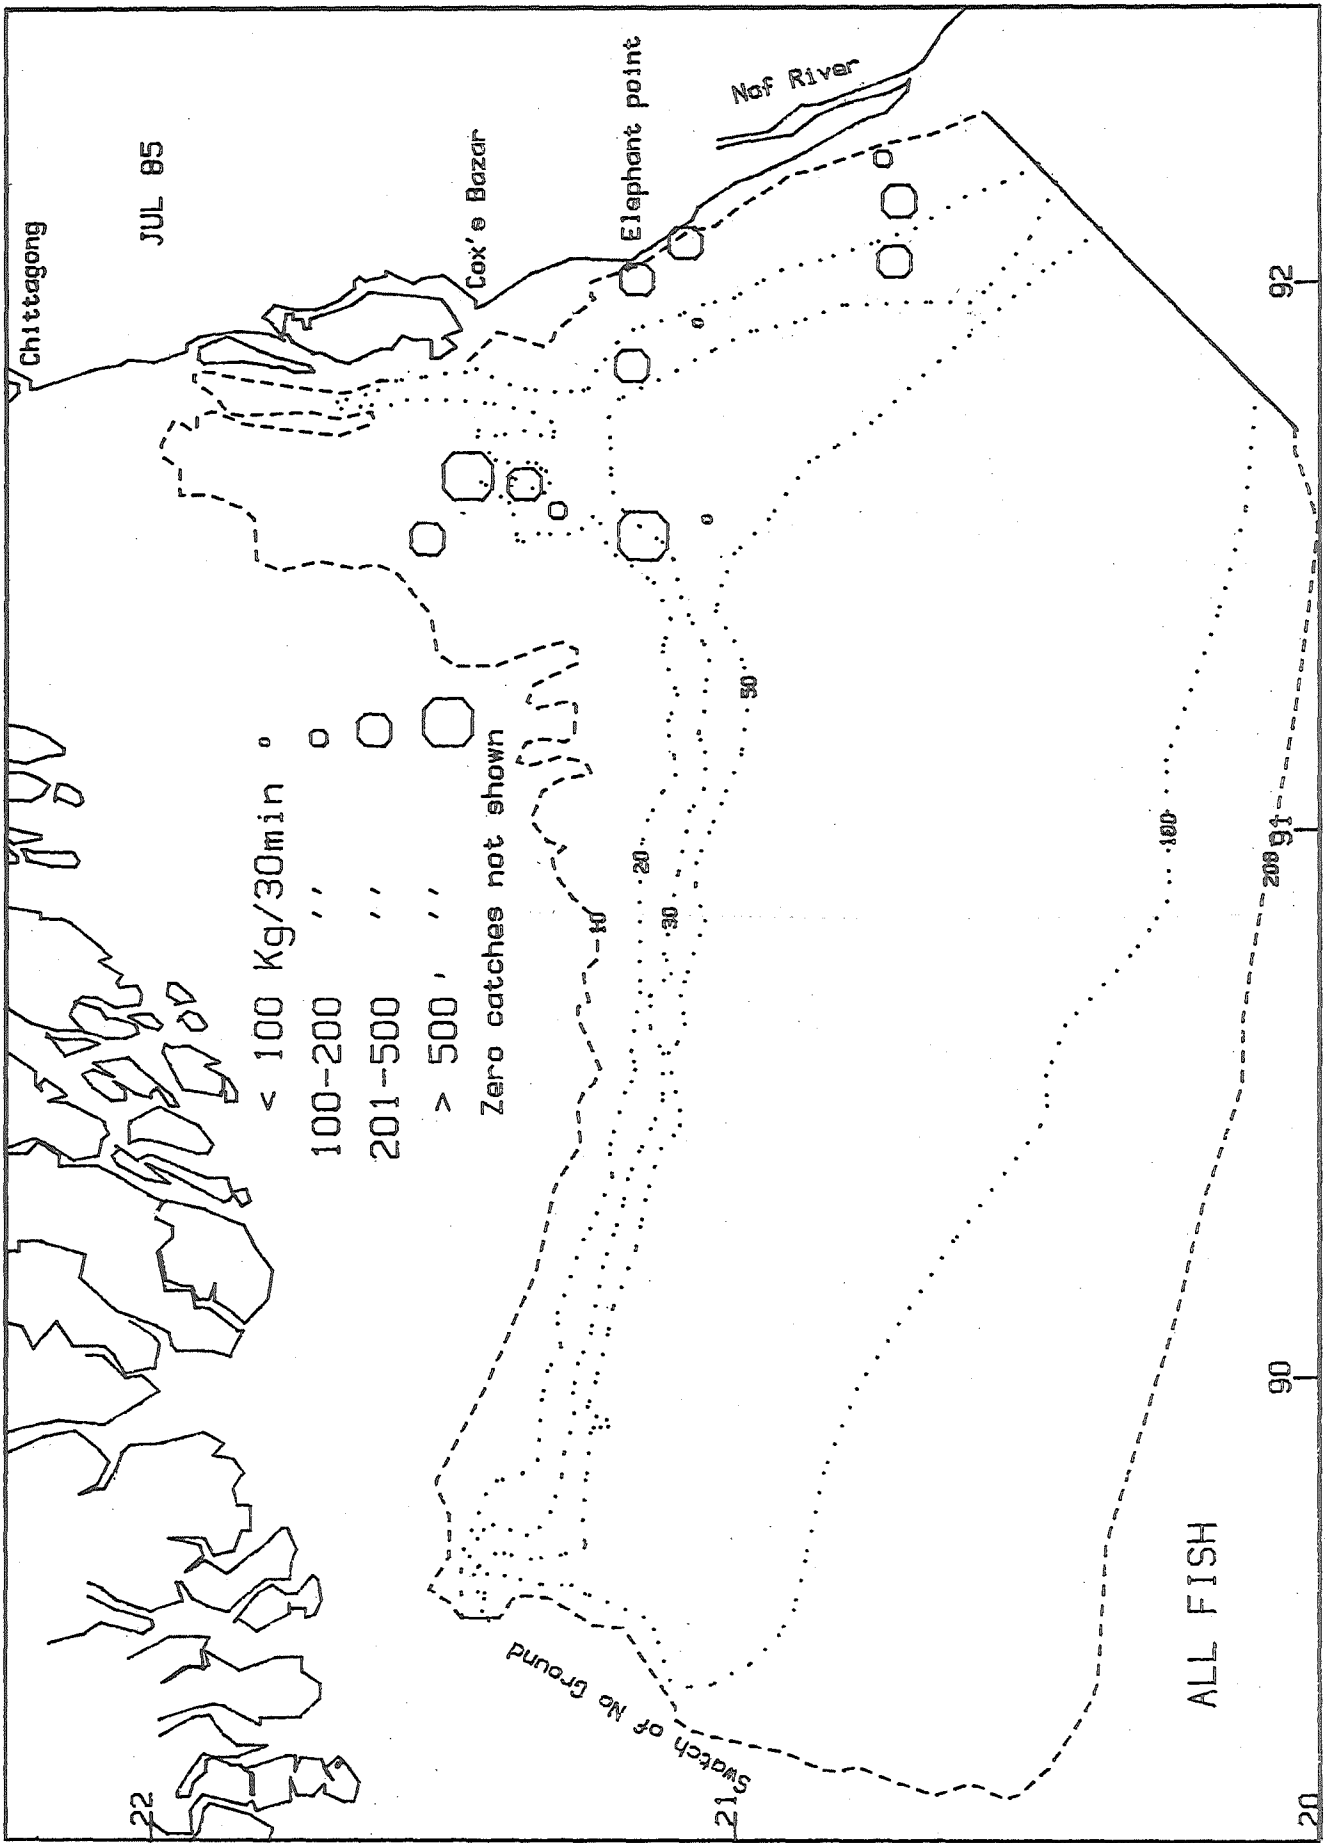 Chittagong
JUL 85
Cox's Bazar
Elephant point
Naf River
< 100 Kg/30min
100-200 ,,
201-500 ,,
> 500, ,,
Zero catches not shown
10
20
30
50
100
200
Swatch of No Ground
ALL FISH
22
21
20
90
91
92